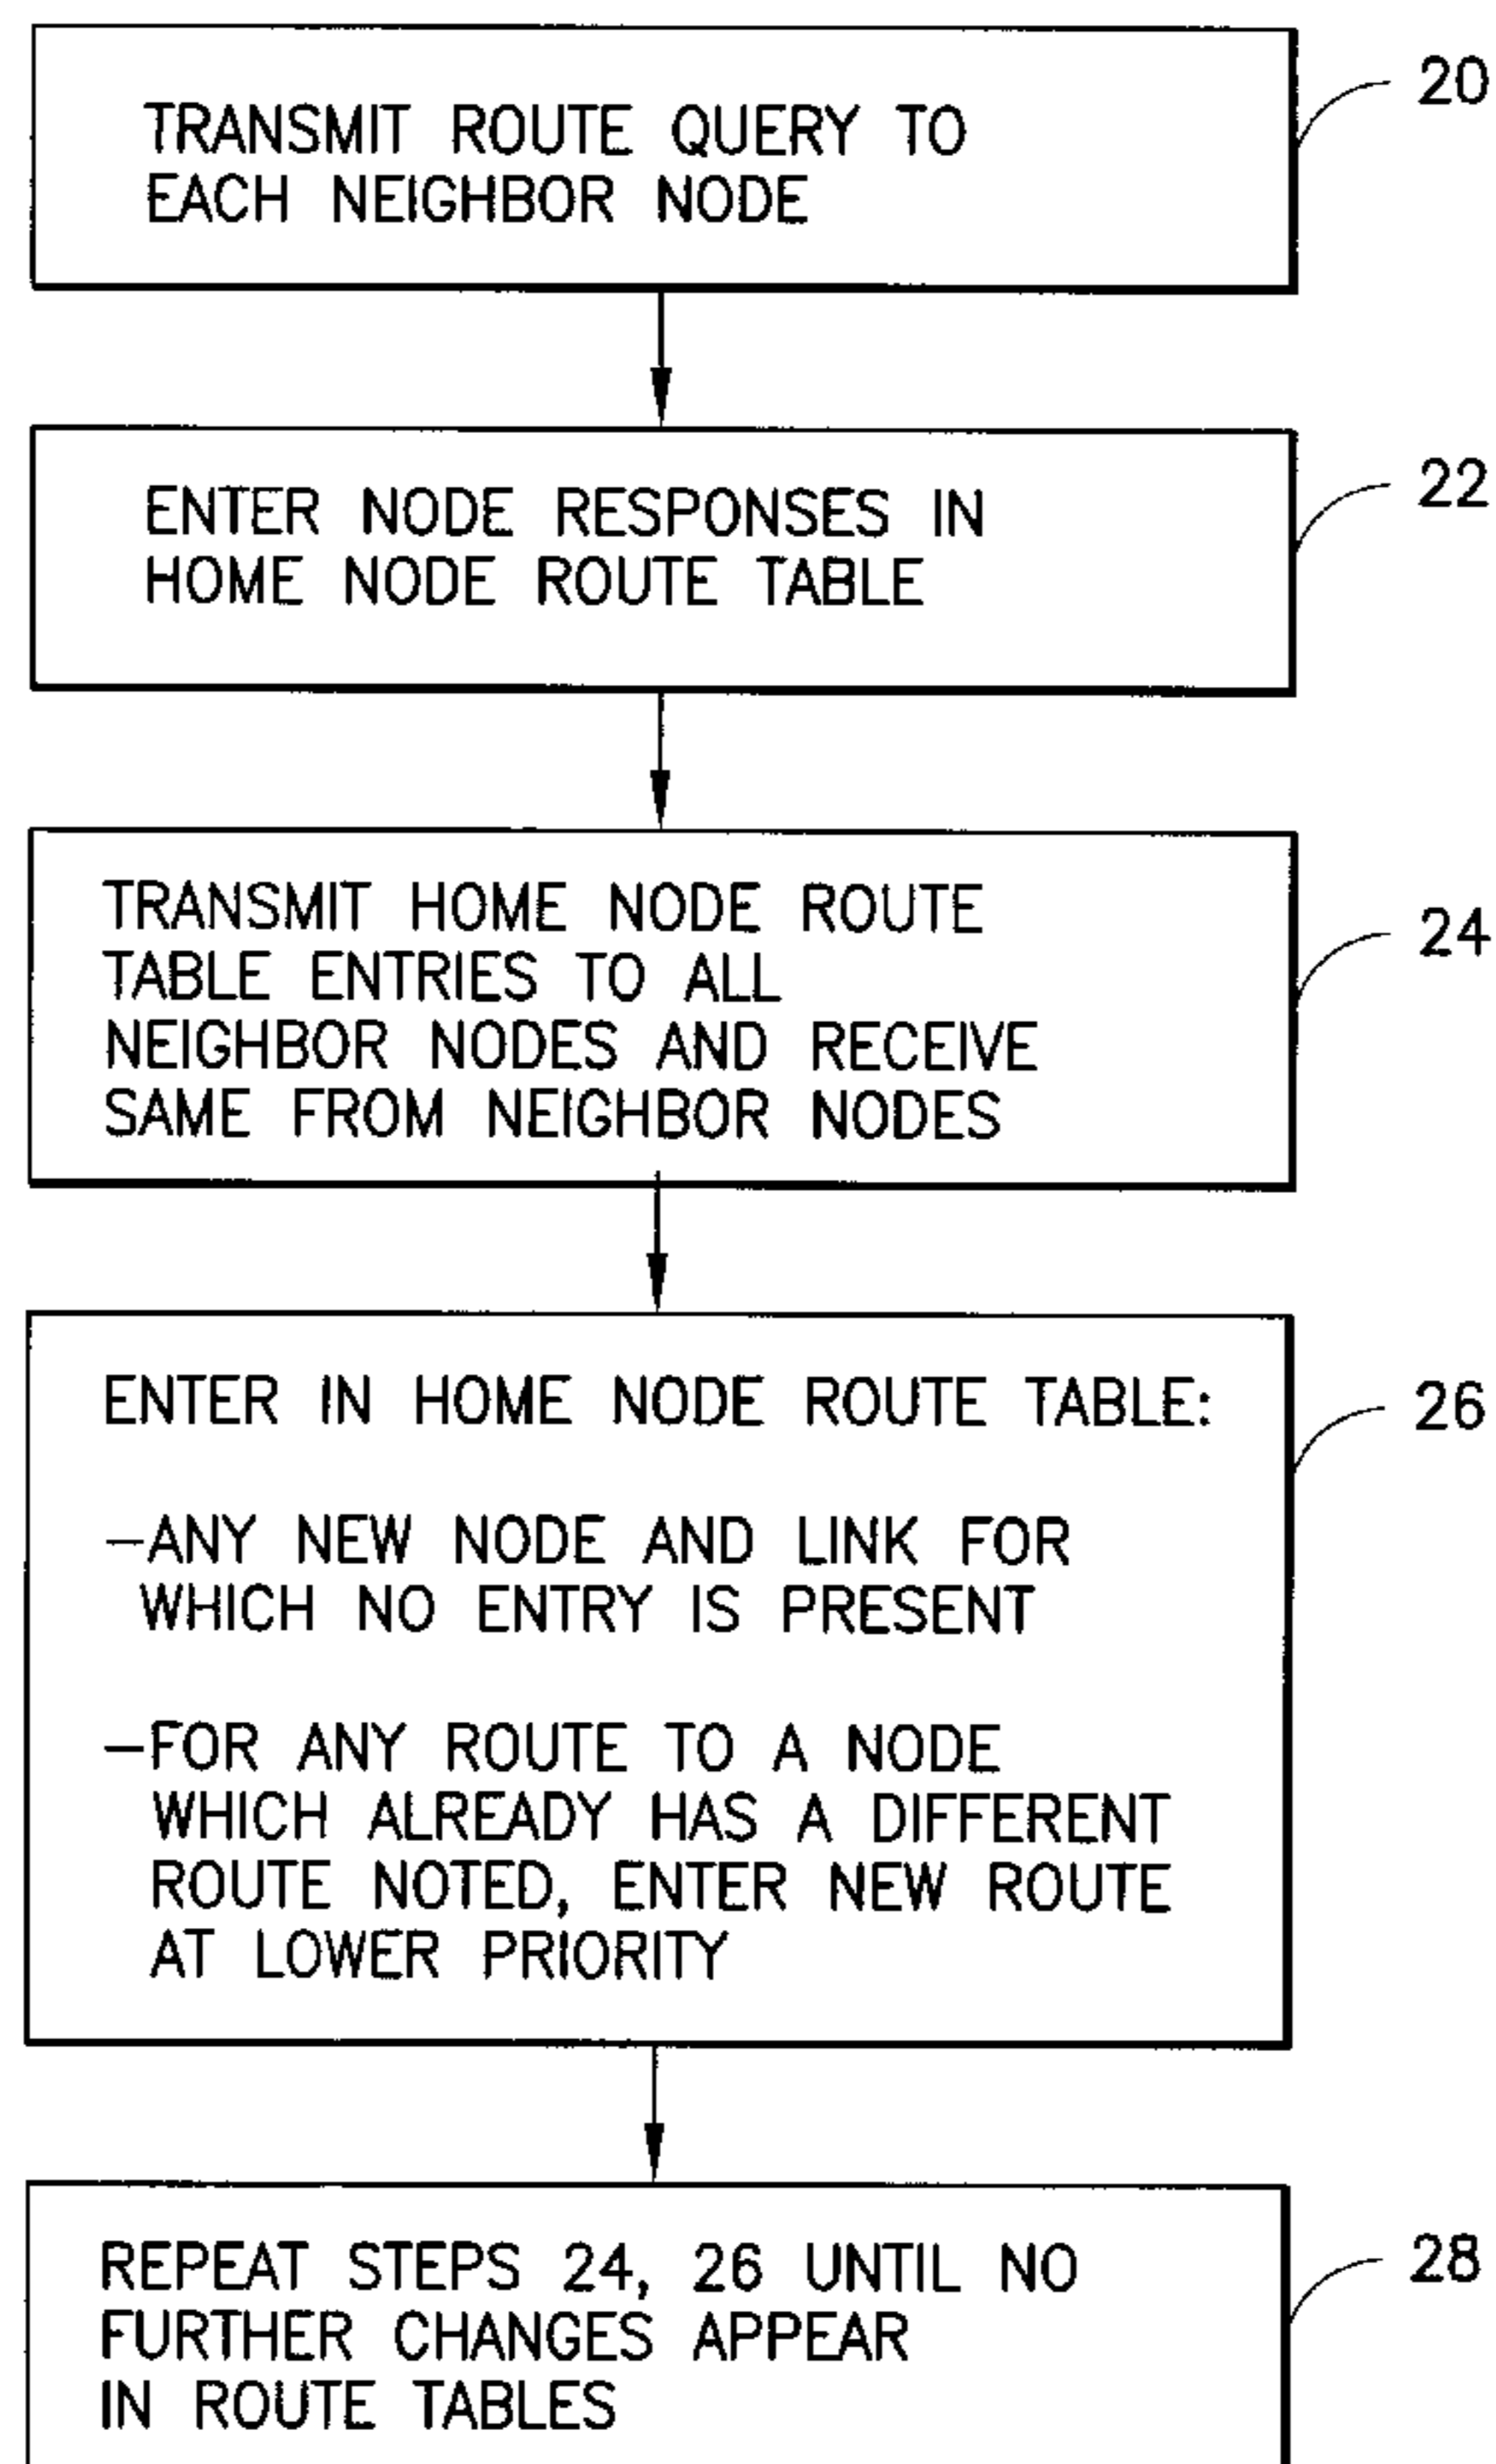 TRANSMIT ROUTE QUERY TO
EACH NEIGHBOR NODE
20
ENTER NODE RESPONSES IN
HOME NODE ROUTE TABLE
22
TRANSMIT HOME NODE ROUTE
TABLE ENTRIES TO ALL
NEIGHBOR NODES AND RECEIVE
SAME FROM NEIGHBOR NODES
24
ENTER IN HOME NODE ROUTE TABLE:
–ANY NEW NODE AND LINK FOR
WHICH NO ENTRY IS PRESENT
–FOR ANY ROUTE TO A NODE
WHICH ALREADY HAS A DIFFERENT
ROUTE NOTED, ENTER NEW ROUTE
AT LOWER PRIORITY
26
REPEAT STEPS 24, 26 UNTIL NO
FURTHER CHANGES APPEAR
IN ROUTE TABLES
28